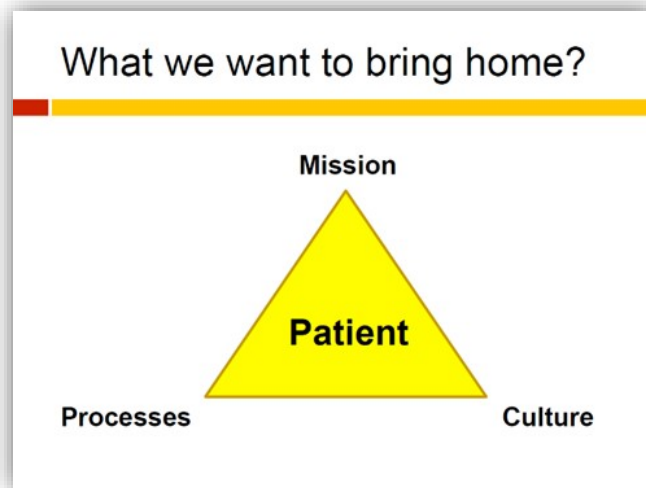 What we want to bring home?
Mission
Patient
Processes
Culture